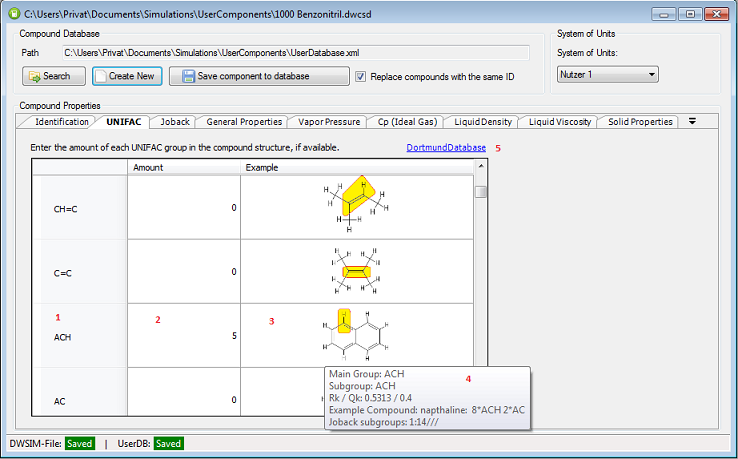 C:\Users\Privat\Documents\Simulations\UserComponents\1000 Benzonitril.dwcsd
Compound Database
System of Units
Path C:\Users\Privat\Documents\Simulations\UserComponents\UserDatabase.xml
System of Units:
Search Create New Save component to database Replace compounds with the same ID Nutzer 1
Compound Properties
Identification UNIFAC Joback General Properties Vapor Pressure Cp (Ideal Gas) Liquid Density Liquid Viscosity Solid Properties
Enter the amount of each UNIFAC group in the compound structure, if available. DortmundDatabase 5
Amount Example
CH=C 0
C=C 0
1 2 3
ACH 5
AC 0
Main Group: ACH 4
Subgroup: ACH
Rk / Qk: 0.5313 / 0.4
Example Compound: napthaline: 8*ACH 2*AC
Joback subgroups: 1:14///
DWSIM-File: Saved | UserDB: Saved